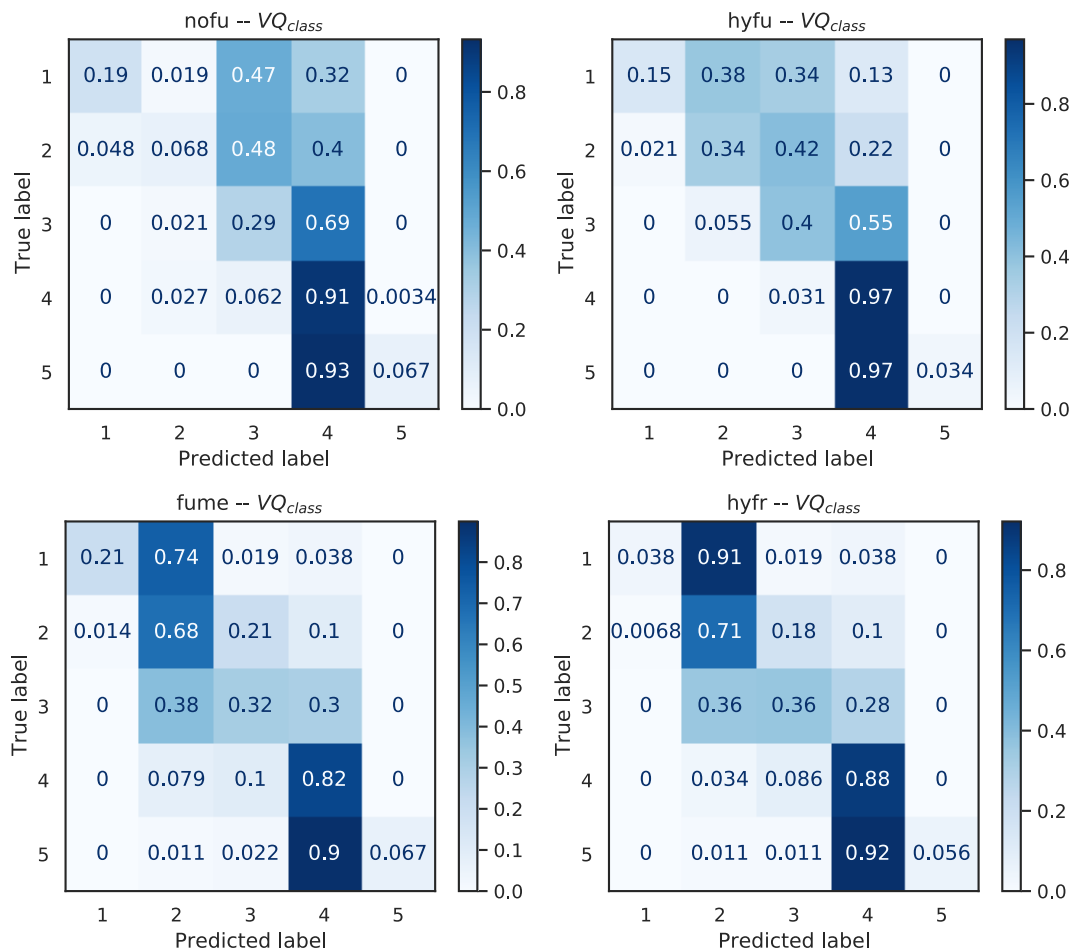 nofu -- VQclass
True label
1 0.19 0.019 0.47 0.32 0
2 0.048 0.068 0.48 0.4 0
3 0 0.021 0.29 0.69 0
4 0 0.027 0.062 0.91 0.0034
5 0 0 0 0.93 0.067
1 2 3 4 5
Predicted label
0.8
0.6
0.4
0.2
0.0
hyfu -- VQclass
True label
1 0.15 0.38 0.34 0.13 0
2 0.021 0.34 0.42 0.22 0
3 0 0.055 0.4 0.55 0
4 0 0 0.031 0.97 0
5 0 0 0 0.97 0.034
1 2 3 4 5
Predicted label
0.8
0.6
0.4
0.2
0.0
fume -- VQclass
True label
1 0.21 0.74 0.019 0.038 0
2 0.014 0.68 0.21 0.1 0
3 0 0.38 0.32 0.3 0
4 0 0.079 0.1 0.82 0
5 0 0.011 0.022 0.9 0.067
1 2 3 4 5
Predicted label
0.8
0.7
0.6
0.5
0.4
0.3
0.2
0.1
0.0
hyfr -- VQclass
True label
1 0.038 0.91 0.019 0.038 0
2 0.0068 0.71 0.18 0.1 0
3 0 0.36 0.36 0.28 0
4 0 0.034 0.086 0.88 0
5 0 0.011 0.011 0.92 0.056
1 2 3 4 5
Predicted label
0.8
0.6
0.4
0.2
0.0